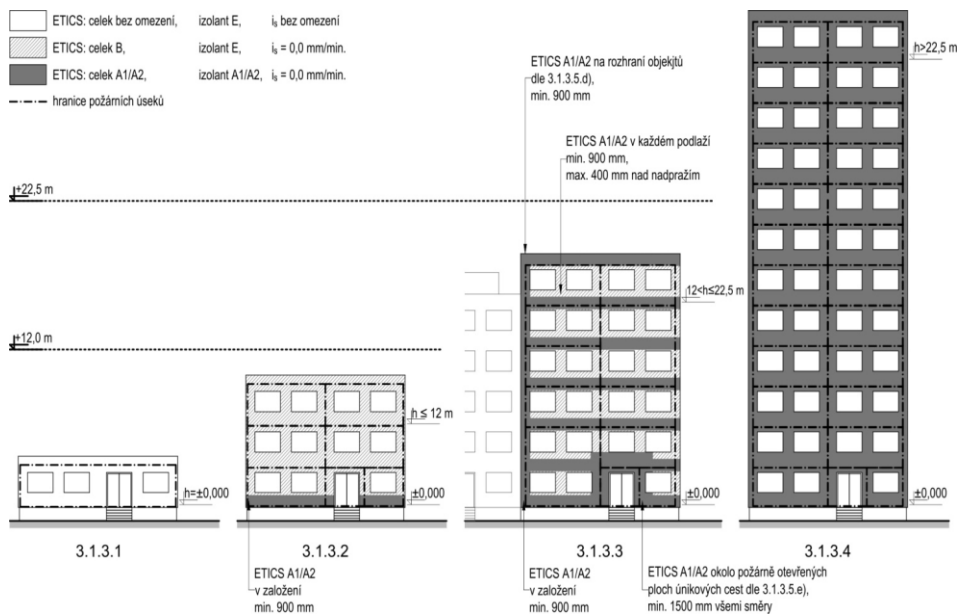 ETICS: celek bez omezení, izolant E, iₛ bez omezení
ETICS: celek B, izolant E, iₛ = 0,0 mm/min.
ETICS: celek A1/A2, izolant A1/A2, iₛ = 0,0 mm/min.
hranice požárních úseků
ETICS A1/A2 na rozhraní objekjtů
dle 3.1.3.5.d),
min. 900 mm
ETICS A1/A2 v každém podlaží
min. 900 mm,
max. 400 mm nad nadpražím
h>22,5 m
+22,5 m
12<h≤22,5 m
+12,0 m
h ≤ 12 m
h=±0,000
±0,000
±0,000
±0,000
3.1.3.1
3.1.3.2
3.1.3.3
3.1.3.4
ETICS A1/A2
v založení
min. 900 mm
ETICS A1/A2
v založení
min. 900 mm
ETICS A1/A2 okolo požárně otevřených
ploch únikových cest dle 3.1.3.5.e),
min. 1500 mm všemi směry